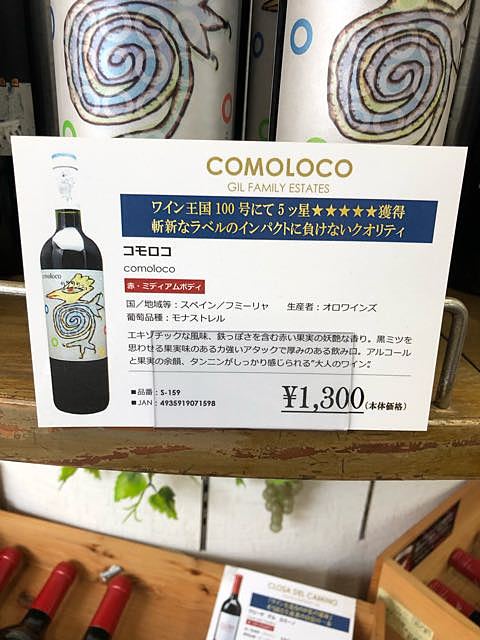 COMOLOCO
GIL FAMILY ESTATES
ワイン王国100号にて5ッ星★★★★★獲得
斬新なラベルのインパクトに負けないクオリティ
コモロコ
comoloco
赤・ミディアムボディ
国/地域等：スペイン/フミーリャ 生産者：オロワインズ
葡萄品種：モナストレル
エキゾチックな風味、鉄っぽさを含む赤い果実の妖艶な香り。黒ミツを
思わせる果実味のある力強いアタックで厚みのある飲み口。アルコール
と果実の余韻、タンニンがしっかり感じられる"大人のワイン"
■品番：S-159
■JAN：4935919071598
¥1,300(本体価格)
comoloco
CLOSA DEL CAMINO